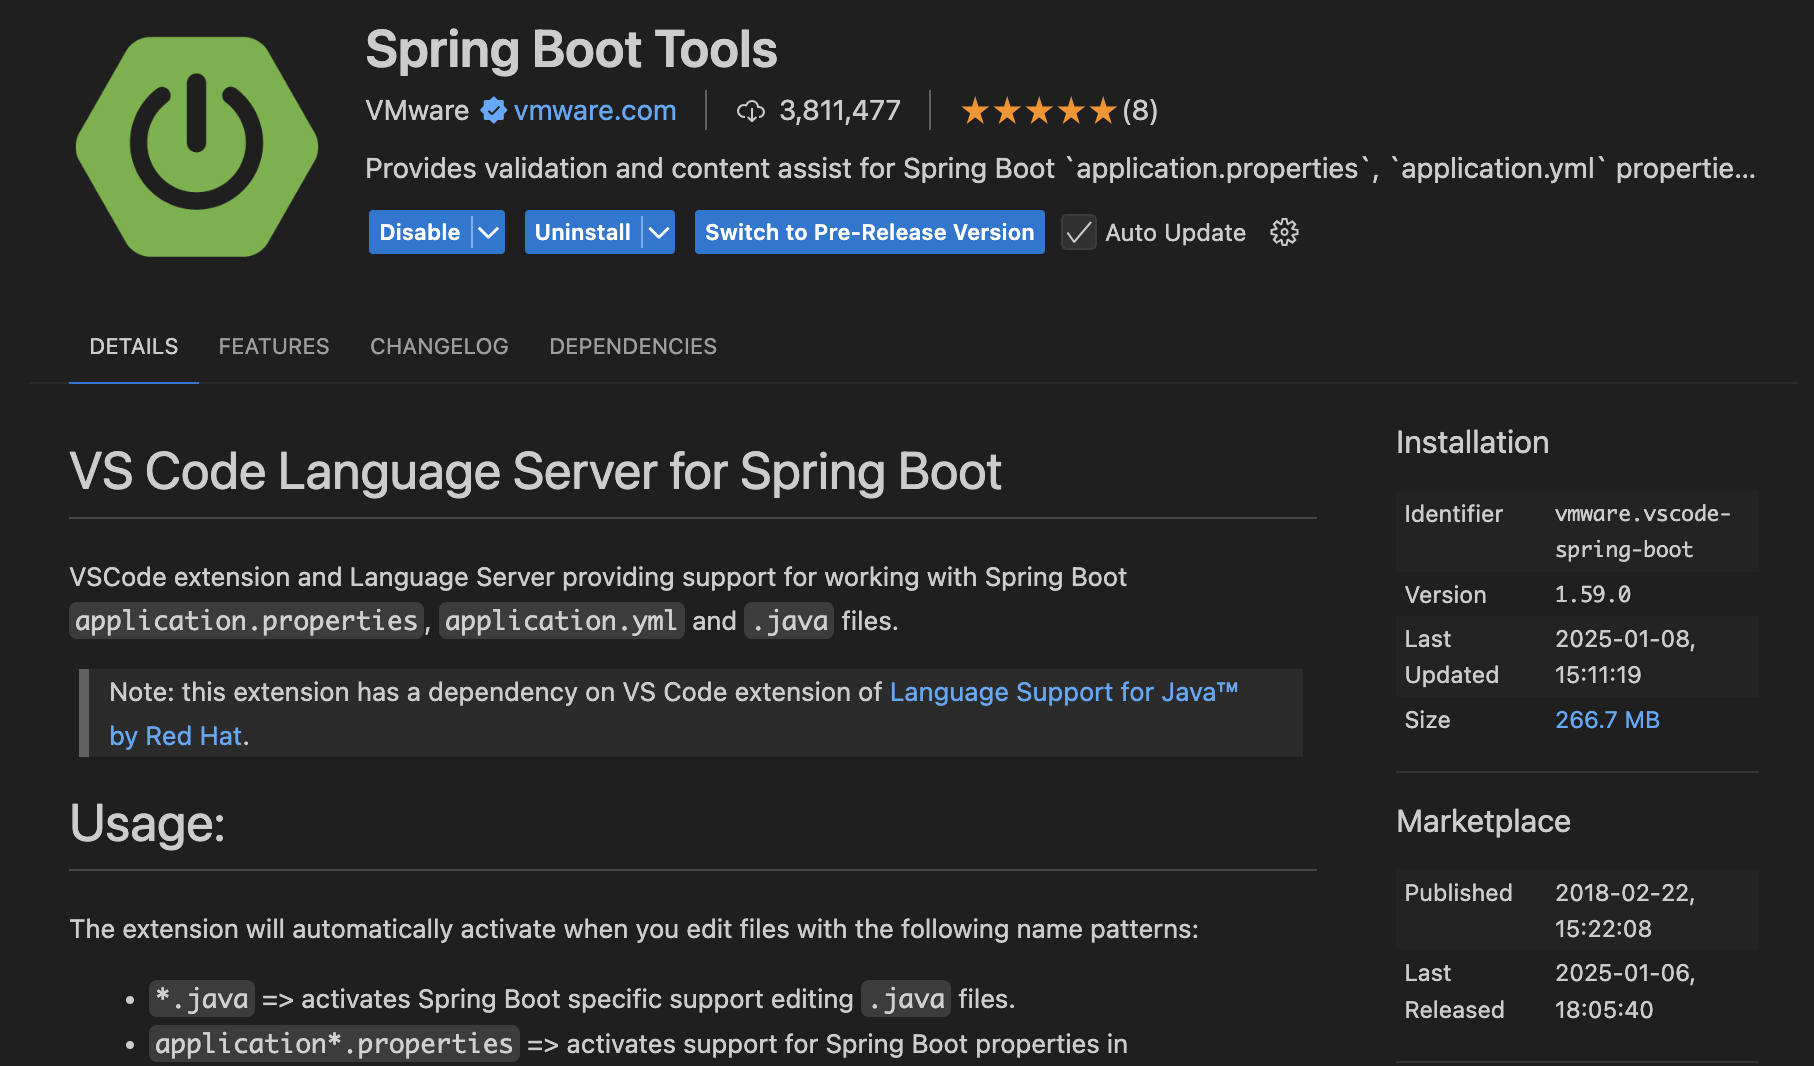 Spring Boot Tools
VMware vmware.com 3,811,477 (8)
Provides validation and content assist for Spring Boot `application.properties`, `application.yml` propertie...
Disable Uninstall Switch to Pre-Release Version Auto Update
DETAILS FEATURES CHANGELOG DEPENDENCIES
VS Code Language Server for Spring Boot
VSCode extension and Language Server providing support for working with Spring Boot
application.properties, application.yml and .java files.
Note: this extension has a dependency on VS Code extension of Language Support for Java™
by Red Hat.
Usage:
The extension will automatically activate when you edit files with the following name patterns:
• *.java => activates Spring Boot specific support editing .java files.
• application*.properties => activates support for Spring Boot properties in
Installation
Identifier vmware.vscode-
spring-boot
Version 1.59.0
Last 2025-01-08,
Updated 15:11:19
Size 266.7 MB
Marketplace
Published 2018-02-22,
15:22:08
Last 2025-01-06,
Released 18:05:40